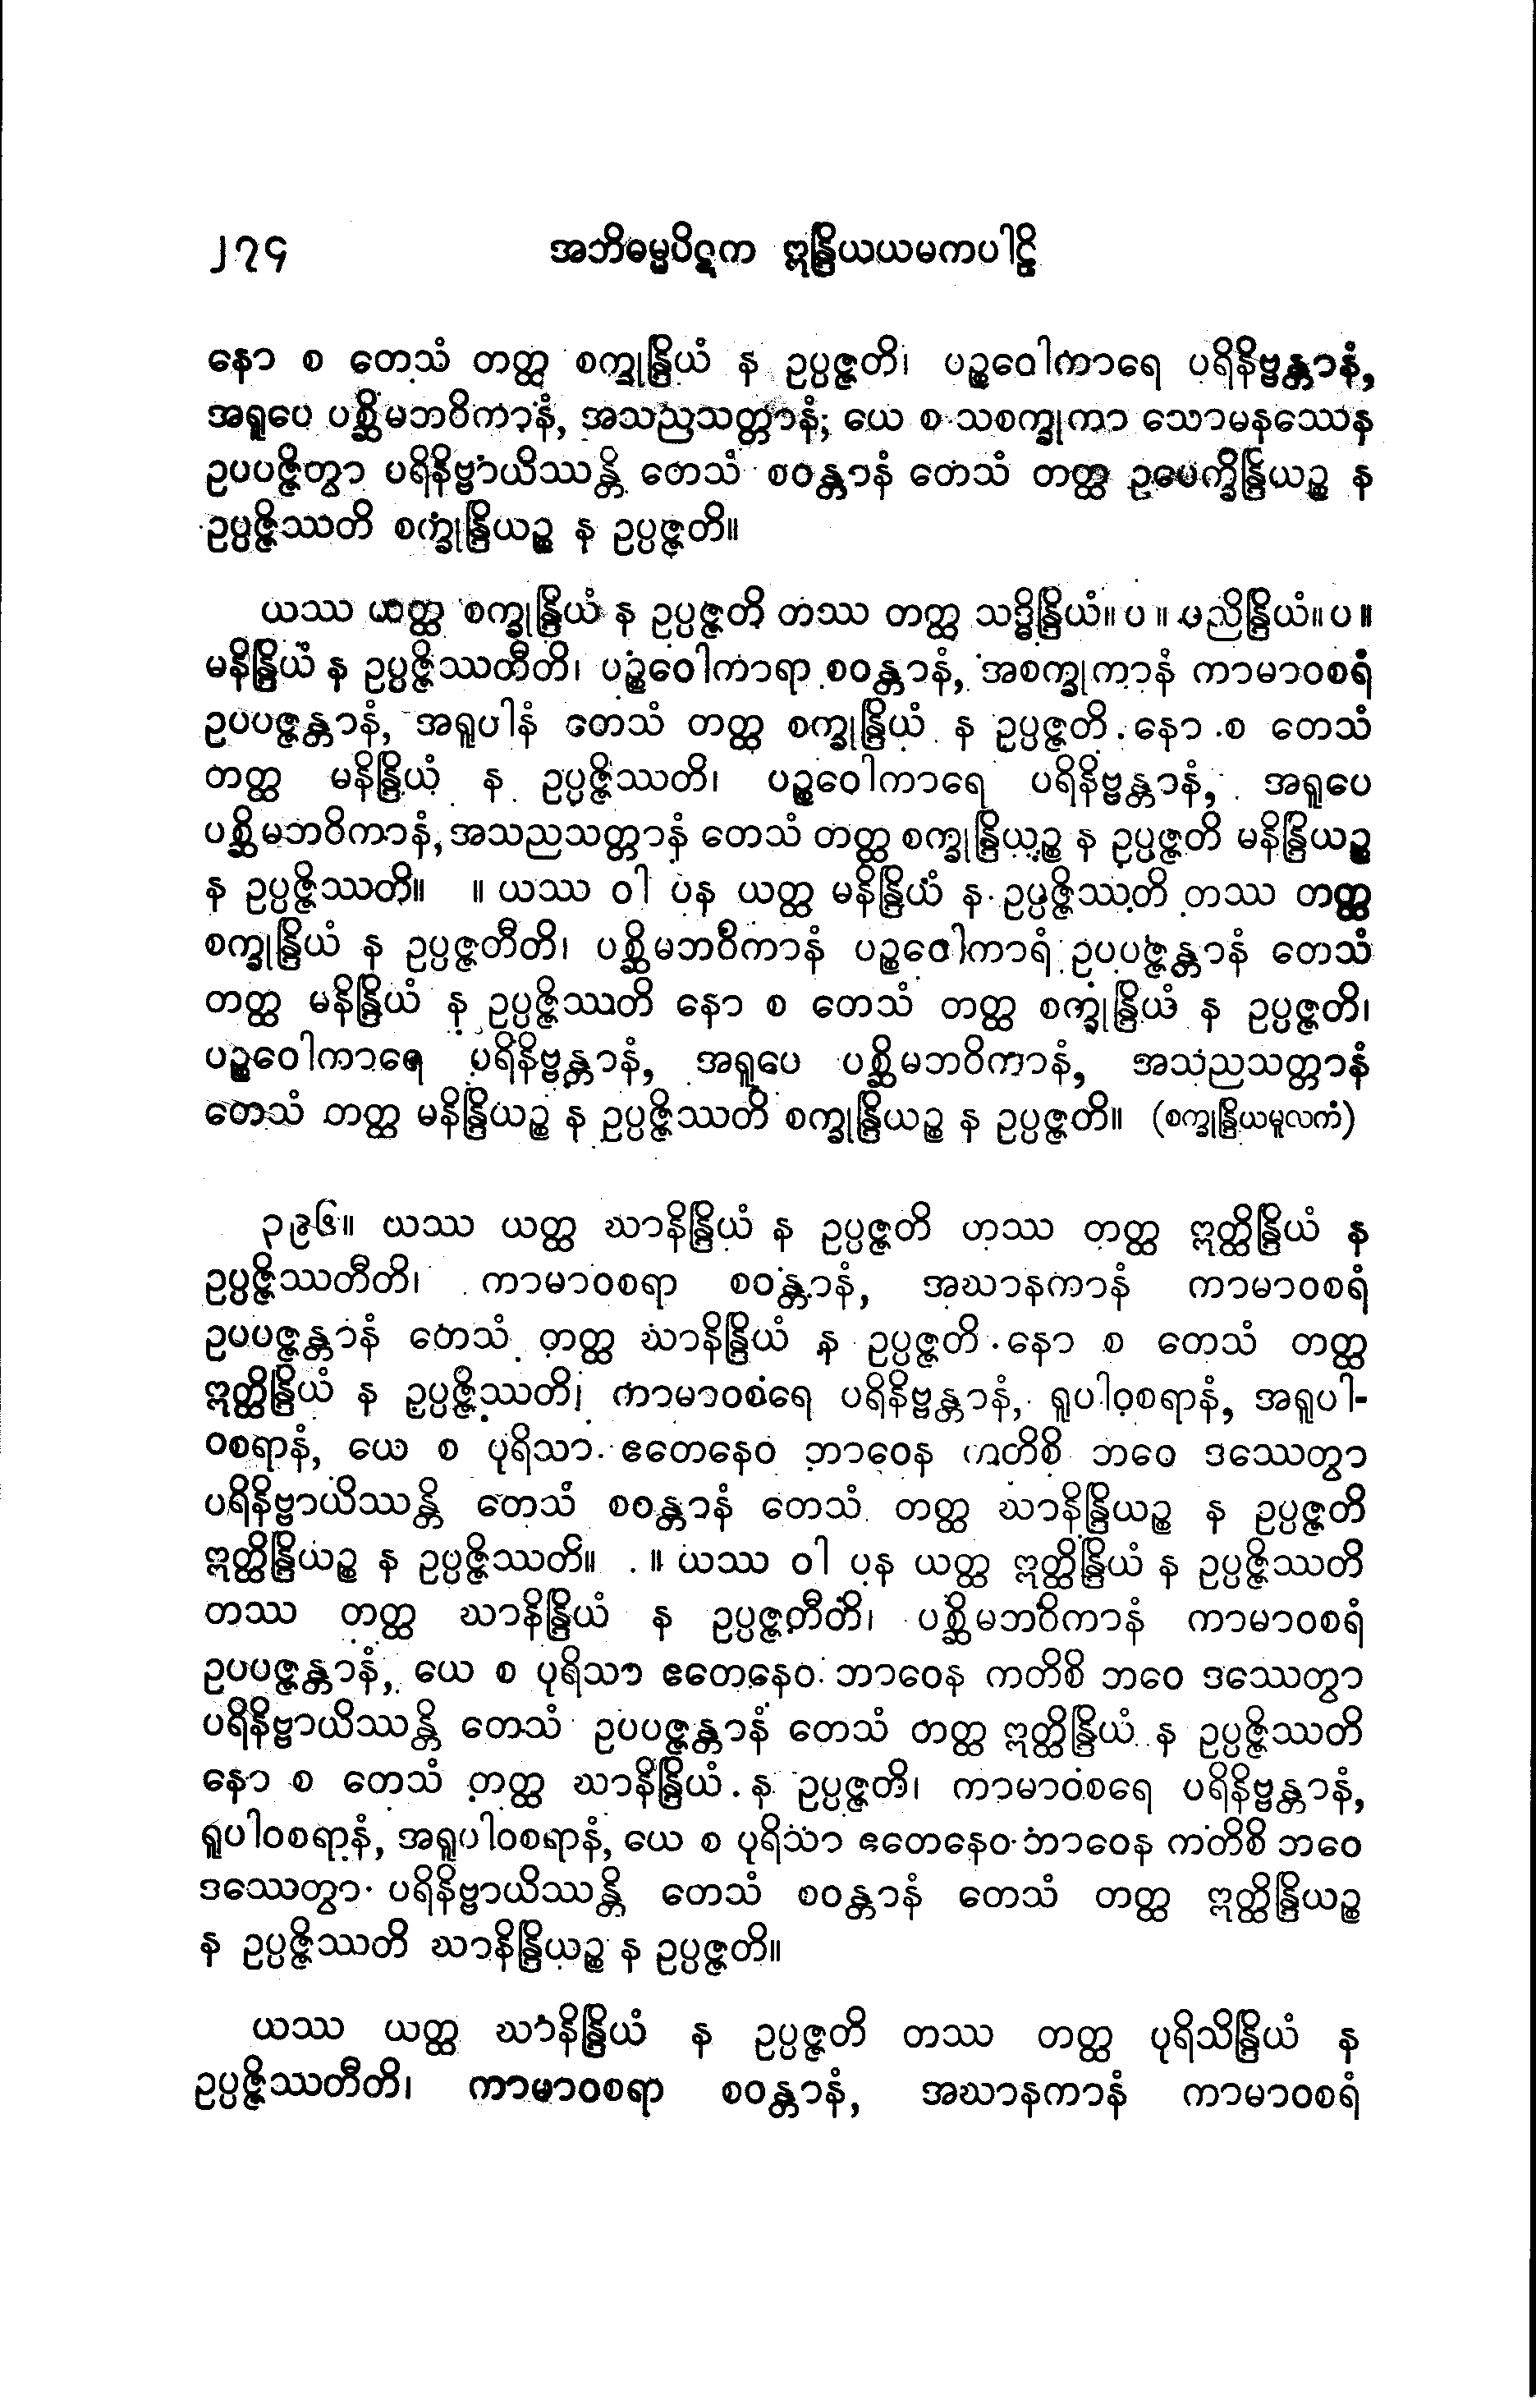 ၂၇၄ အဘိဓမ္မပိဋက ဣန္ဒြိယယမကပါဠိ
နော စ တေသံ တတ္ထ စက္ခုန္ဒြိယံ န ဥပ္ပဇ္ဇတိ၊ ပဉ္စဝေါကာရေ ပရိနိဗ္ဗန္တာနံ,
အရူပေ ပစ္ဆိမဘဝိကာနံ, အသညသတ္တာနံ; ယေ စ သစက္ခုကာ သောမနဿေန
ဥပပဇ္ဇိတွာ ပရိနိဗ္ဗာယိဿန္တိ တေသံ စဝန္တာနံ တေသံ တတ္ထ ဥပေက္ခိန္ဒြိယဉ္စ န
ဥပ္ပဇ္ဇိဿတိ စက္ခုန္ဒြိယဉ္စ န ဥပ္ပဇ္ဇတိ။
ယဿ ယတ္ထ စက္ခုန္ဒြိယံ န ဥပ္ပဇ္ဇတိ တဿ တတ္ထ သဒ္ဓိန္ဒြိယံ။ ပ ။ ပညိန္ဒြိယံ။ ပ ။
မနိန္ဒြိယံ န ဥပ္ပဇ္ဇိဿတီတိ၊ ပဉ္စဝေါကာရာ စဝန္တာနံ, အစက္ခုကာနံ ကာမာဝစရံ
ဥပပဇ္ဇန္တာနံ, အရူပါနံ တေသံ တတ္ထ စက္ခုန္ဒြိယံ န ဥပ္ပဇ္ဇတိ နော စ တေသံ
တတ္ထ မနိန္ဒြိယံ န ဥပ္ပဇ္ဇိဿတိ၊ ပဉ္စဝေါကာရေ ပရိနိဗ္ဗန္တာနံ, အရူပေ
ပစ္ဆိမဘဝိကာနံ, အသညသတ္တာနံ တေသံ တတ္ထ စက္ခုန္ဒြိယဉ္စ န ဥပ္ပဇ္ဇတိ မနိန္ဒြိယဉ္စ
န ဥပ္ပဇ္ဇိဿတိ။ ။ ယဿ ဝါ ပန ယတ္ထ မနိန္ဒြိယံ န ဥပ္ပဇ္ဇိဿတိ တဿ တတ္ထ
စက္ခုန္ဒြိယံ န ဥပ္ပဇ္ဇတီတိ၊ ပစ္ဆိမဘဝိကာနံ ပဉ္စဝေါကာရံ ဥပပဇ္ဇန္တာနံ တေသံ
တတ္ထ မနိန္ဒြိယံ န ဥပ္ပဇ္ဇိဿတိ နော စ တေသံ တတ္ထ စက္ခုန္ဒြိယံ န ဥပ္ပဇ္ဇတိ၊
ပဉ္စဝေါကာရေ ပရိနိဗ္ဗန္တာနံ, အရူပေ ပစ္ဆိမဘဝိကာနံ, အသညသတ္တာနံ
တေသံ တတ္ထ မနိန္ဒြိယဉ္စ န ဥပ္ပဇ္ဇိဿတိ စက္ခုန္ဒြိယဉ္စ န ဥပ္ပဇ္ဇတိ။ (စက္ခုန္ဒြိယမူလကံ)
၃၉၆။ ယဿ ယတ္ထ ဃာနိန္ဒြိယံ န ဥပ္ပဇ္ဇတိ တဿ တတ္ထ ဣတ္ထိန္ဒြိယံ န
ဥပ္ပဇ္ဇိဿတီတိ၊ ကာမာဝစရာ စဝန္တာနံ, အဃာနကာနံ ကာမာဝစရံ
ဥပပဇ္ဇန္တာနံ တေသံ တတ္ထ ဃာနိန္ဒြိယံ န ဥပ္ပဇ္ဇတိ နော စ တေသံ တတ္ထ
ဣတ္ထိန္ဒြိယံ န ဥပ္ပဇ္ဇိဿတိ၊ ကာမာဝစရေ ပရိနိဗ္ဗန္တာနံ, ရူပါဝစရာနံ, အရူပါ-
ဝစရာနံ, ယေ စ ပုရိသာ ဧတေနေဝ ဘာဝေန ကတိစိ ဘဝေ ဒဿေတွာ
ပရိနိဗ္ဗာယိဿန္တိ တေသံ စဝန္တာနံ တေသံ တတ္ထ ဃာနိန္ဒြိယဉ္စ န ဥပ္ပဇ္ဇတိ
ဣတ္ထိန္ဒြိယဉ္စ န ဥပ္ပဇ္ဇိဿတိ။ ။ ယဿ ဝါ ပန ယတ္ထ ဣတ္ထိန္ဒြိယံ န ဥပ္ပဇ္ဇိဿတိ
တဿ တတ္ထ ဃာနိန္ဒြိယံ န ဥပ္ပဇ္ဇတီတိ၊ ပစ္ဆိမဘဝိကာနံ ကာမာဝစရံ
ဥပပဇ္ဇန္တာနံ, ယေ စ ပုရိသာ ဧတေနေဝ ဘာဝေန ကတိစိ ဘဝေ ဒဿေတွာ
ပရိနိဗ္ဗာယိဿန္တိ တေသံ ဥပပဇ္ဇန္တာနံ တေသံ တတ္ထ ဣတ္ထိန္ဒြိယံ န ဥပ္ပဇ္ဇိဿတိ
နော စ တေသံ တတ္ထ ဃာနိန္ဒြိယံ န ဥပ္ပဇ္ဇတိ၊ ကာမာဝစရေ ပရိနိဗ္ဗန္တာနံ,
ရူပါဝစရာနံ, အရူပါဝစရာနံ, ယေ စ ပုရိသာ ဧတေနေဝ ဘာဝေန ကတိစိ ဘဝေ
ဒဿေတွာ ပရိနိဗ္ဗာယိဿန္တိ တေသံ စဝန္တာနံ တေသံ တတ္ထ ဣတ္ထိန္ဒြိယဉ္စ
န ဥပ္ပဇ္ဇိဿတိ ဃာနိန္ဒြိယဉ္စ န ဥပ္ပဇ္ဇတိ။
ယဿ ယတ္ထ ဃာနိန္ဒြိယံ န ဥပ္ပဇ္ဇတိ တဿ တတ္ထ ပုရိသိန္ဒြိယံ န
ဥပ္ပဇ္ဇိဿတီတိ၊ ကာမာဝစရာ စဝန္တာနံ, အဃာနကာနံ ကာမာဝစရံ